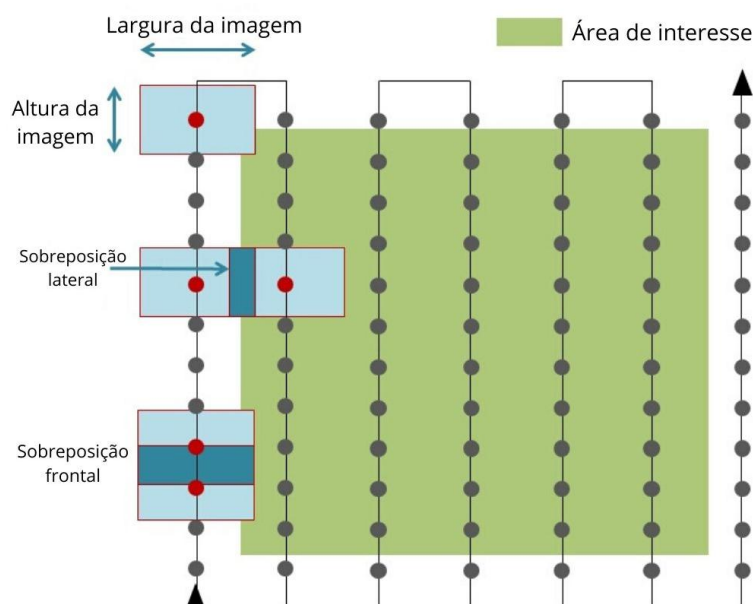 Largura da imagem
Área de interesse
Altura da
imagem
Sobreposição
lateral
Sobreposição
frontal